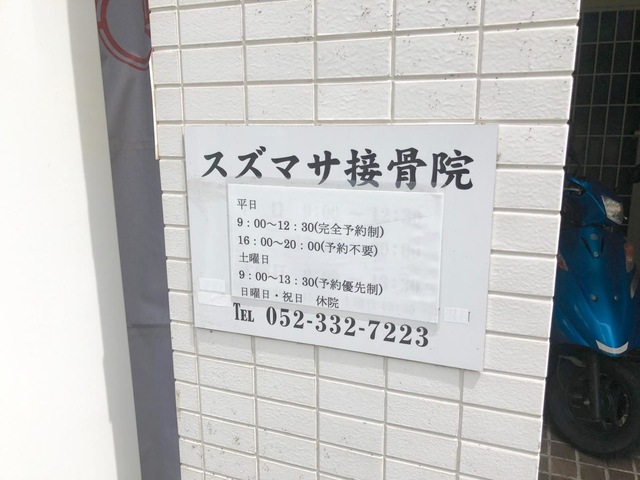 スズマサ接骨院
平日
9：00〜12：30(完全予約制)
16：00〜20：00(予約不要)
土曜日
9：00〜13：30(予約優先制)
日曜日・祝日　休院
TEL 052-332-7223